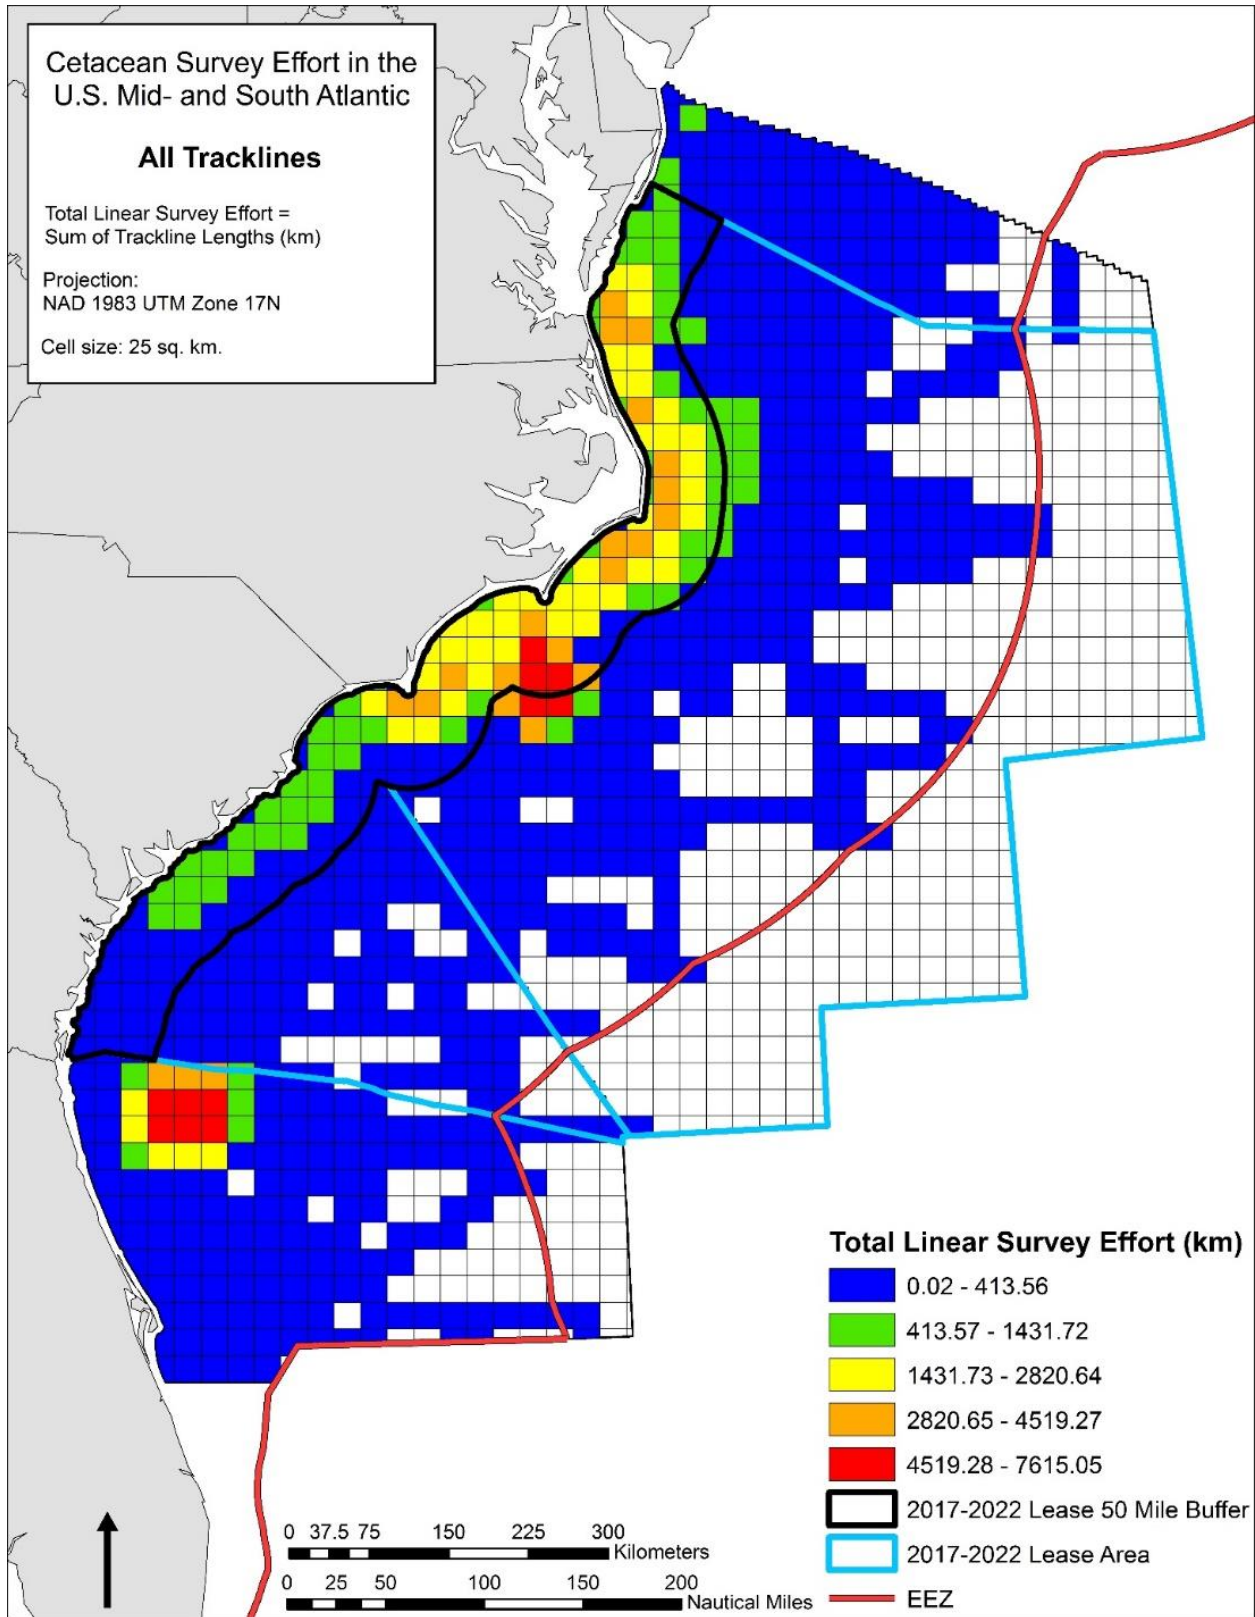 Cetacean Survey Effort in the
U.S. Mid- and South Atlantic
All Tracklines
Total Linear Survey Effort =
Sum of Trackline Lengths (km)
Projection:
NAD 1983 UTM Zone 17N
Cell size: 25 sq. km.
Total Linear Survey Effort (km)
0.02 - 413.56
413.57 - 1431.72
1431.73 - 2820.64
2820.65 - 4519.27
4519.28 - 7615.05
2017-2022 Lease 50 Mile Buffer
2017-2022 Lease Area
EEZ
0 37.5 75 150 225 300
Kilometers
0 25 50 100 150 200
Nautical Miles